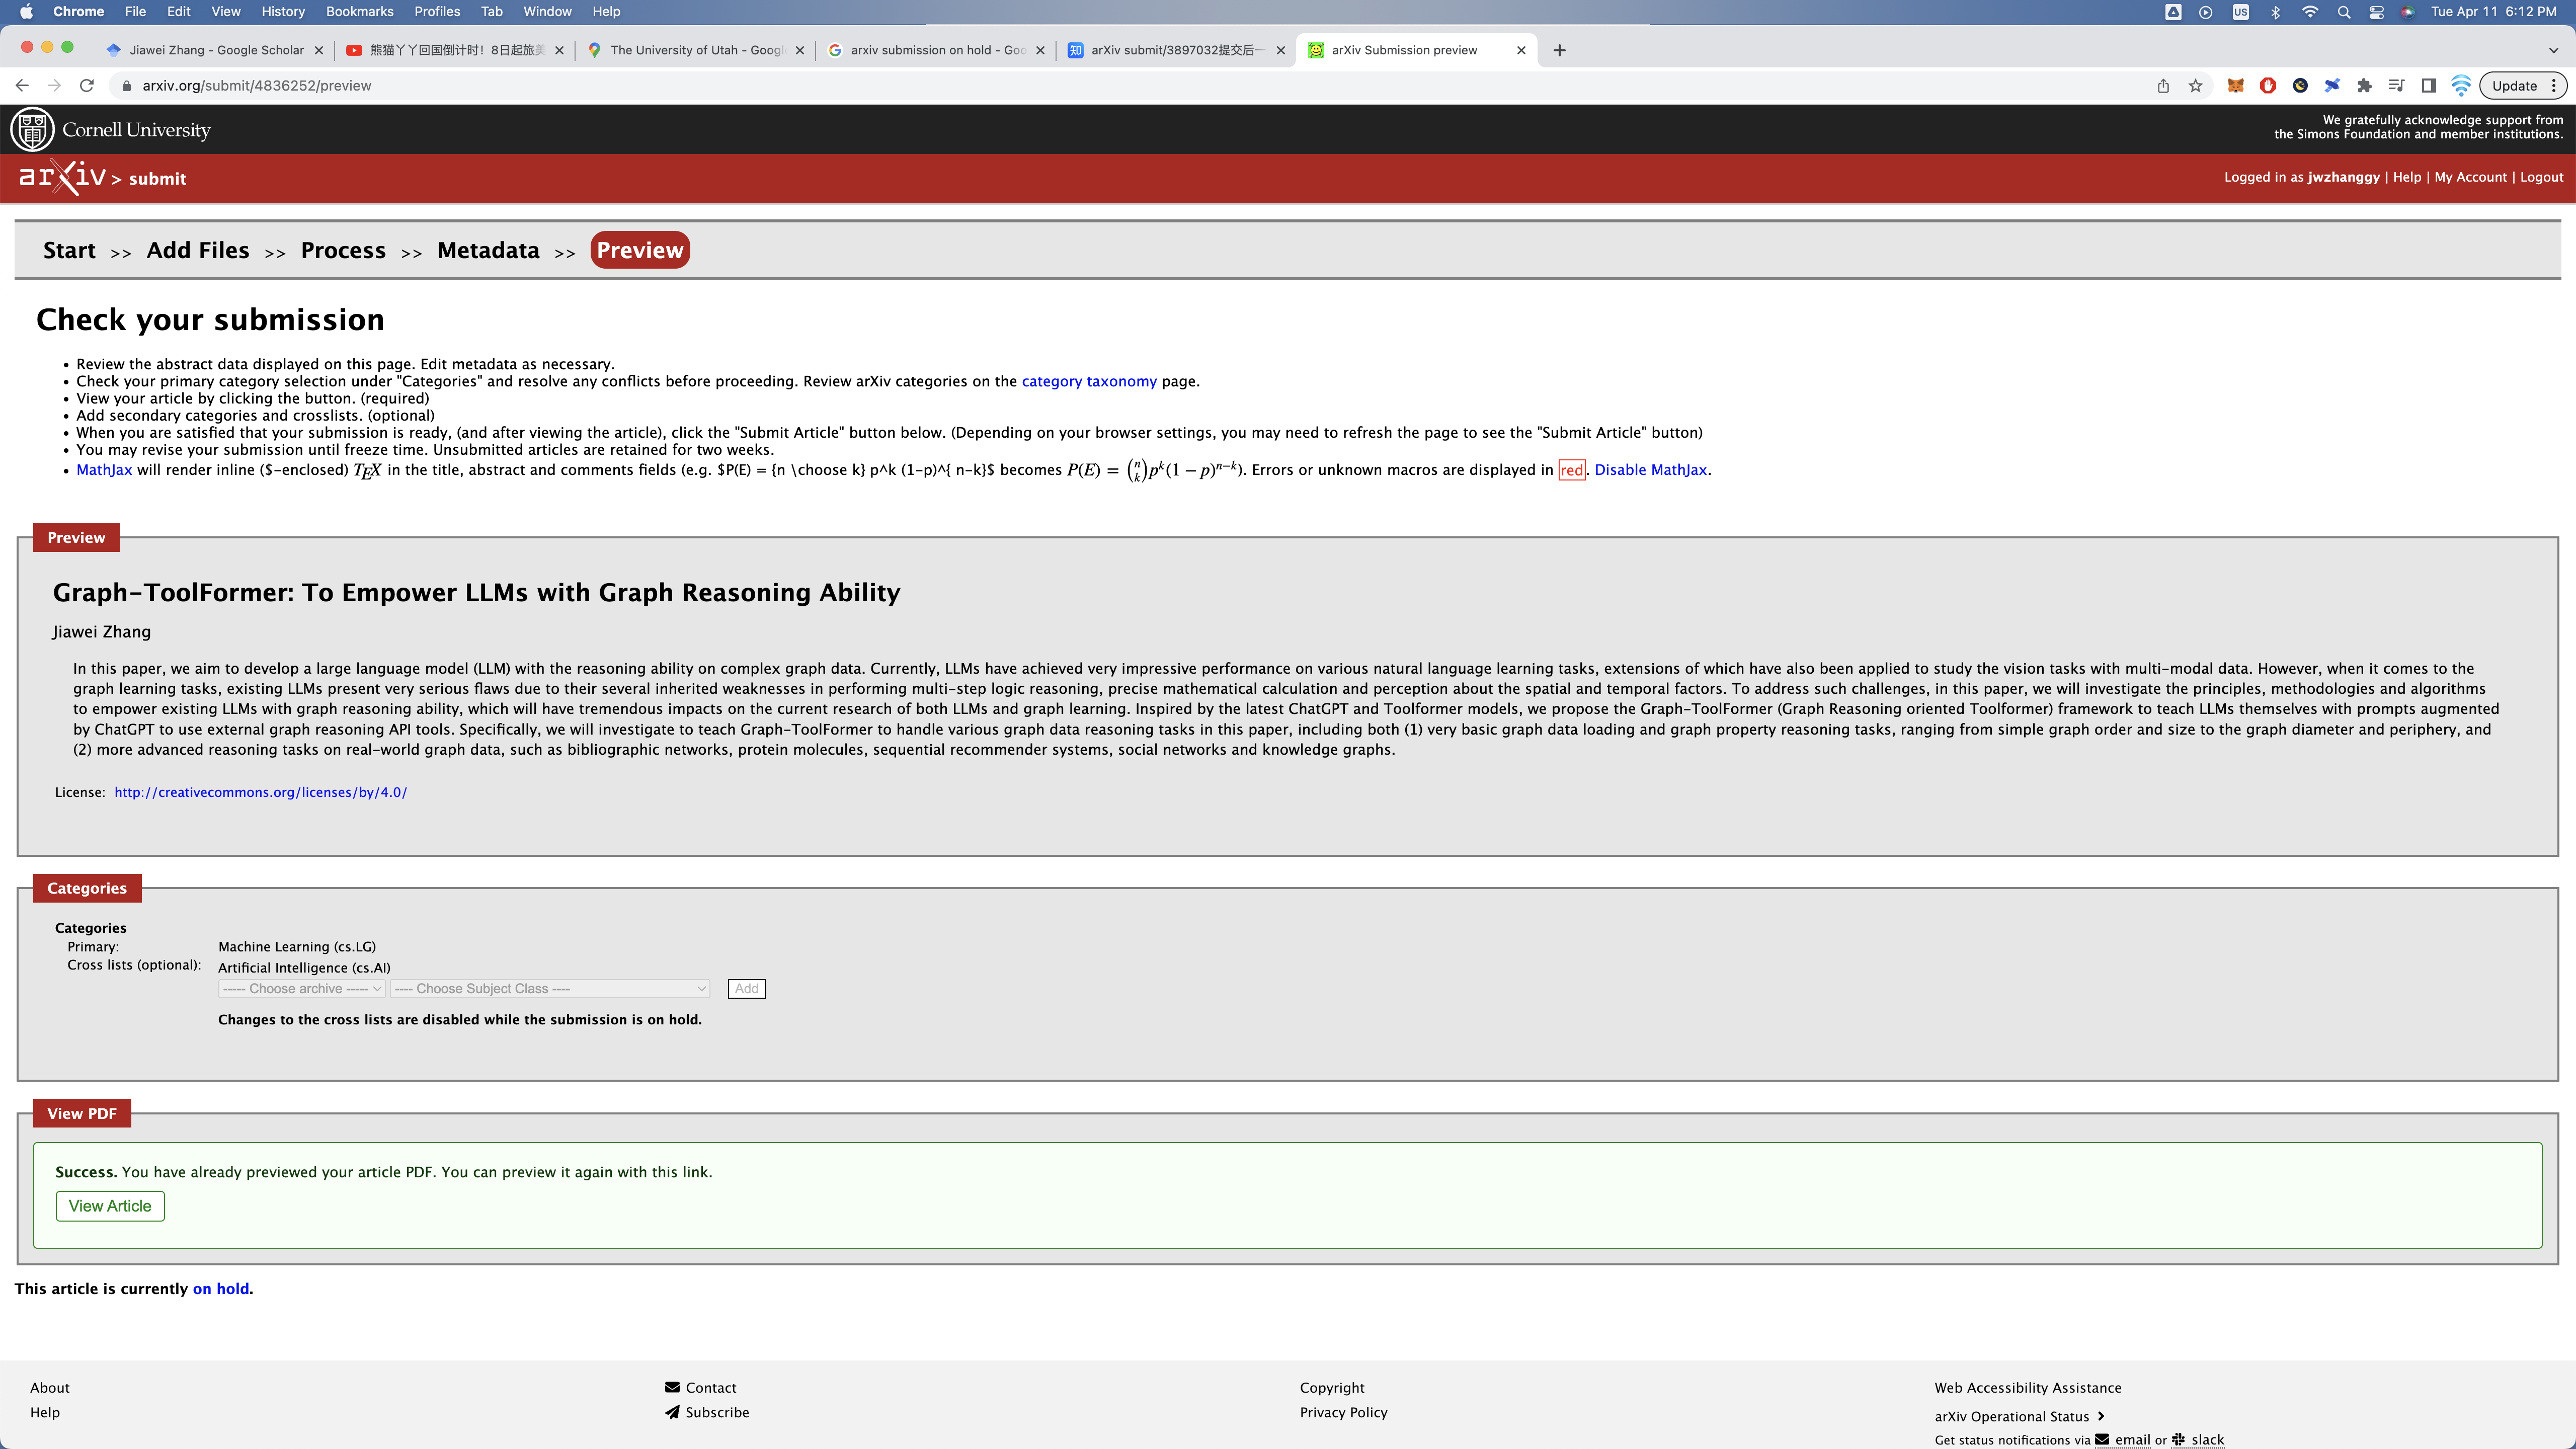 Chrome File Edit View History Bookmarks Profiles Tab Window Help US Tue Apr 11 6:12 PM
Jiawei Zhang - Google Scholar 熊猫丫丫回国倒计时！8日起旅美 The University of Utah - Google arxiv submission on hold - Goo 知 arXiv submit/3897032提交后一 arXiv Submission preview
arxiv.org/submit/4836252/preview Update
Cornell University
We gratefully acknowledge support from
the Simons Foundation and member institutions.
arXiv > submit
Logged in as jwzhanggy | Help | My Account | Logout
Start >> Add Files >> Process >> Metadata >> Preview
Check your submission
• Review the abstract data displayed on this page. Edit metadata as necessary.
• Check your primary category selection under "Categories" and resolve any conflicts before proceeding. Review arXiv categories on the category taxonomy page.
• View your article by clicking the button. (required)
• Add secondary categories and crosslists. (optional)
• When you are satisfied that your submission is ready, (and after viewing the article), click the "Submit Article" button below. (Depending on your browser settings, you may need to refresh the page to see the "Submit Article" button)
• You may revise your submission until freeze time. Unsubmitted articles are retained for two weeks.
• MathJax will render inline ($-enclosed) TEX in the title, abstract and comments fields (e.g. $P(E) = {n \choose k} p^k (1-p)^{ n-k}$ becomes P(E) = (n k)p^k(1 − p)^n−k). Errors or unknown macros are displayed in red. Disable MathJax.
Preview
Graph-ToolFormer: To Empower LLMs with Graph Reasoning Ability
Jiawei Zhang
In this paper, we aim to develop a large language model (LLM) with the reasoning ability on complex graph data. Currently, LLMs have achieved very impressive performance on various natural language learning tasks, extensions of which have also been applied to study the vision tasks with multi-modal data. However, when it comes to the
graph learning tasks, existing LLMs present very serious flaws due to their several inherited weaknesses in performing multi-step logic reasoning, precise mathematical calculation and perception about the spatial and temporal factors. To address such challenges, in this paper, we will investigate the principles, methodologies and algorithms
to empower existing LLMs with graph reasoning ability, which will have tremendous impacts on the current research of both LLMs and graph learning. Inspired by the latest ChatGPT and Toolformer models, we propose the Graph-ToolFormer (Graph Reasoning oriented Toolformer) framework to teach LLMs themselves with prompts augmented
by ChatGPT to use external graph reasoning API tools. Specifically, we will investigate to teach Graph-ToolFormer to handle various graph data reasoning tasks in this paper, including both (1) very basic graph data loading and graph property reasoning tasks, ranging from simple graph order and size to the graph diameter and periphery, and
(2) more advanced reasoning tasks on real-world graph data, such as bibliographic networks, protein molecules, sequential recommender systems, social networks and knowledge graphs.
License: http://creativecommons.org/licenses/by/4.0/
Categories
Categories
Primary: Machine Learning (cs.LG)
Cross lists (optional): Artificial Intelligence (cs.AI)
----- Choose archive ----- ---- Choose Subject Class ---- Add
Changes to the cross lists are disabled while the submission is on hold.
View PDF
Success. You have already previewed your article PDF. You can preview it again with this link.
View Article
This article is currently on hold.
About Contact Copyright Web Accessibility Assistance
Help Subscribe Privacy Policy arXiv Operational Status
Get status notifications via email or slack